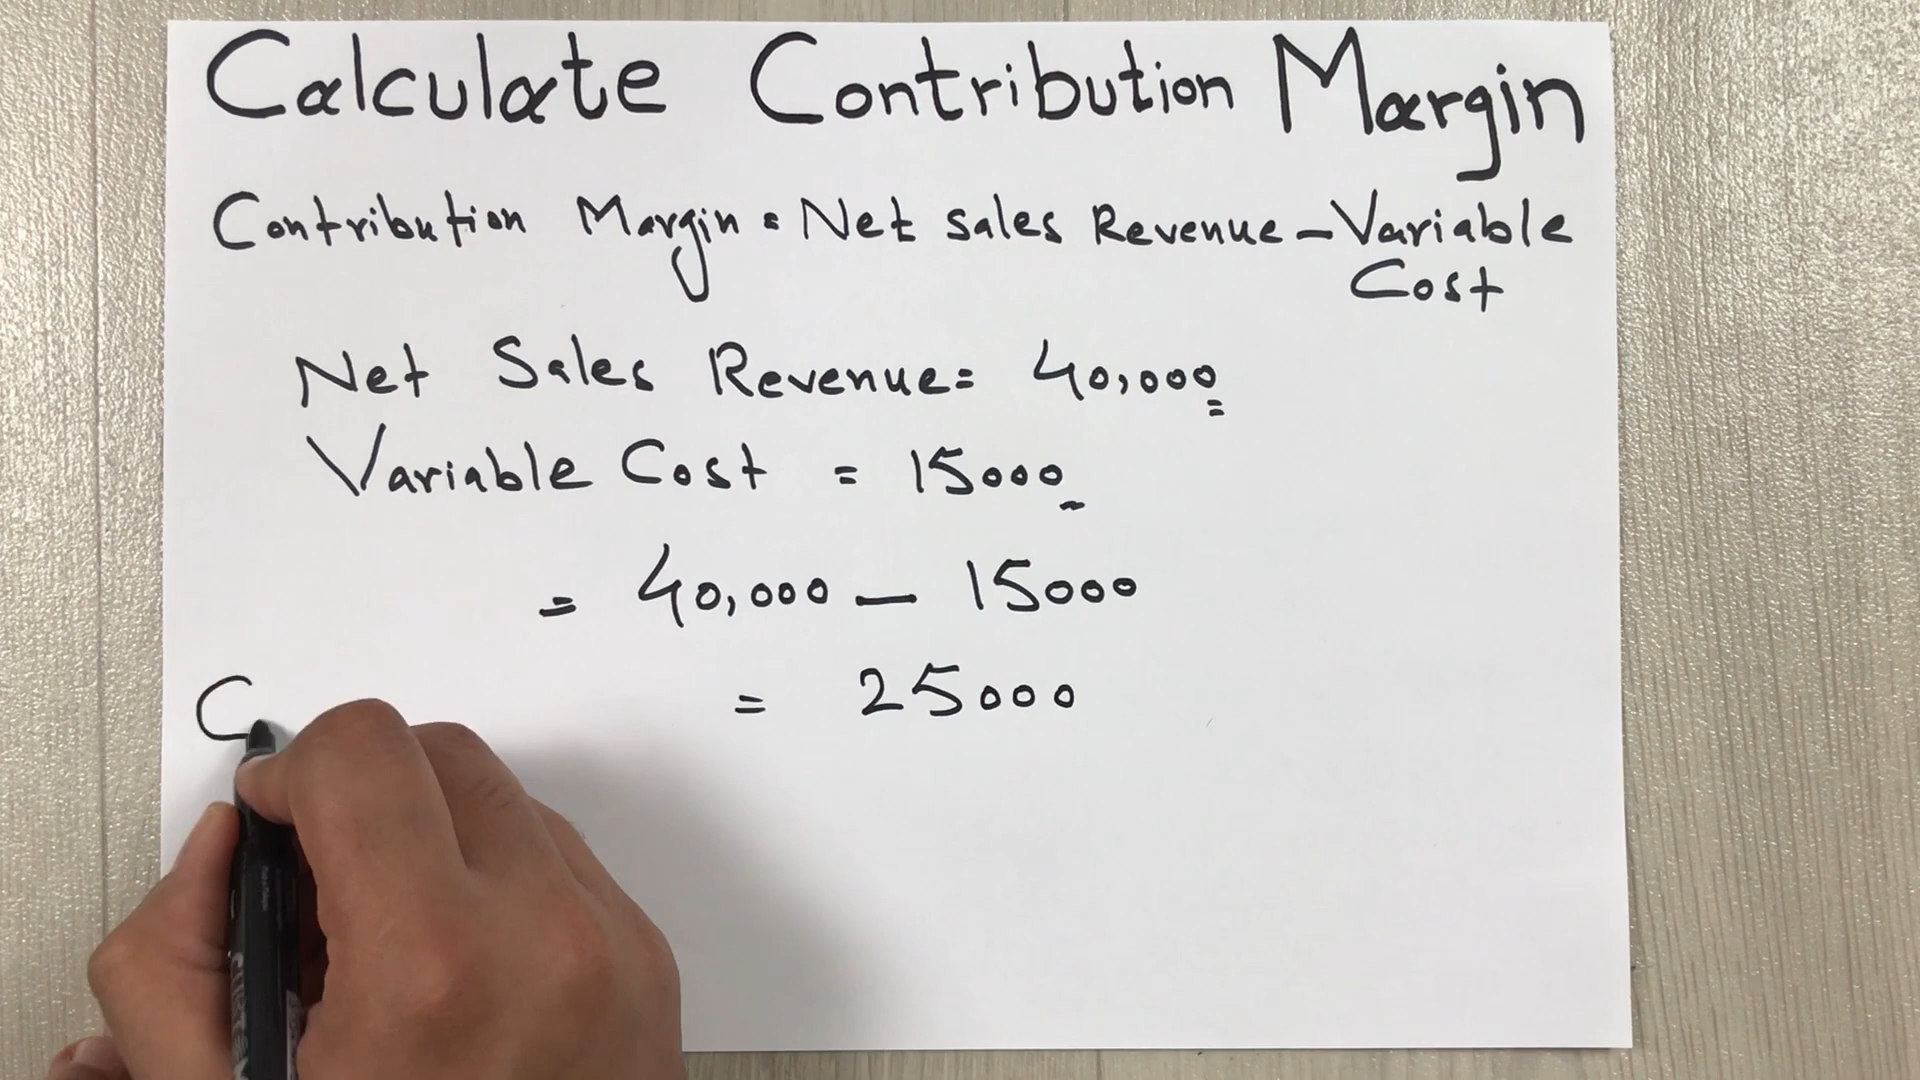 Calculate Contribution Margin
Contribution Margin = Net Sales Revenue - Variable
Cost
Net Sales Revenue = 40,000
Variable Cost = 15000
= 40,000 - 15000
C = 25000